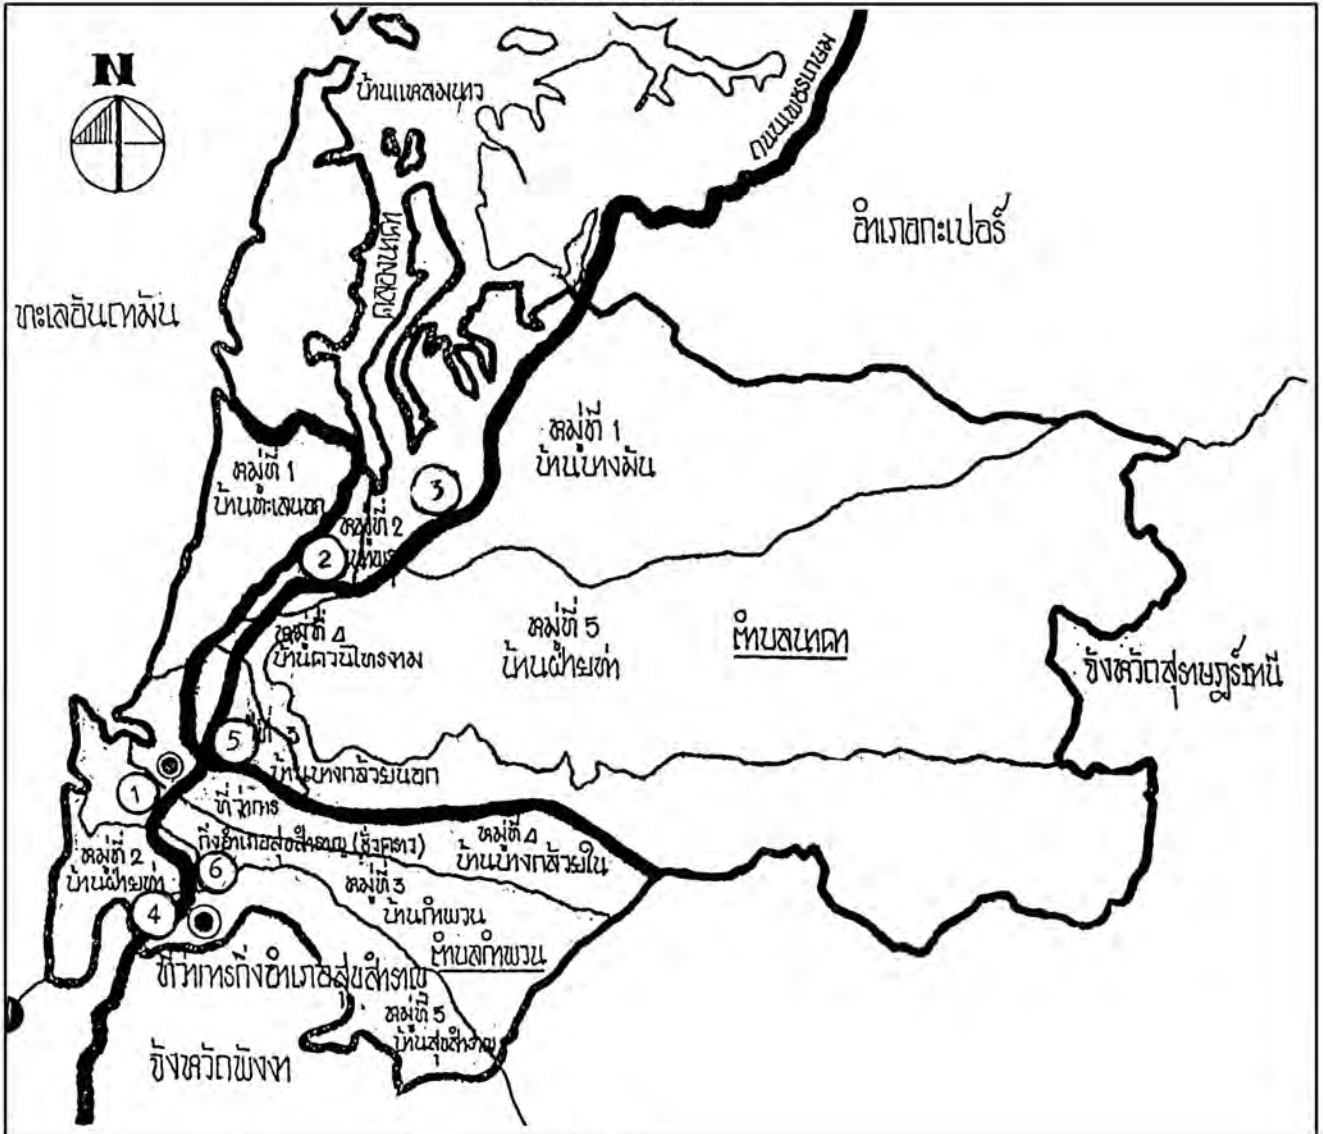 N
บ้านแหลมนาว
ถนนเพชรเกษม
อำเภอกะเปอร์
คลองนาคา
ทะเลอันดามัน
หมู่ที่ 1
บ้านบางมัน
หมู่ที่ 1
บ้านทะเลนอก
3
หมู่ที่ 2
2
หมู่ที่ 4
บ้านควนไทรงาม
หมู่ที่ 5
บ้านฝ่ายท่า
ตำบลนาคา
จังหวัดสุราษฎร์ธานี
5
ที่ 3
บ้านบางกล้วยนอก
1
ที่ว่าการ
กิ่งอำเภอสุขสำราญ (ชั่วคราว)
หมู่ที่ 4
บ้านบางกล้วยใน
หมู่ที่ 2
บ้านฝ่ายท่า
6
หมู่ที่ 3
บ้านกำพวน
4
ตำบลกำพวน
ที่ว่าการกิ่งอำเภอสุขสำราญ
หมู่ที่ 5
บ้านสุขสำราญ
จังหวัดพังงา